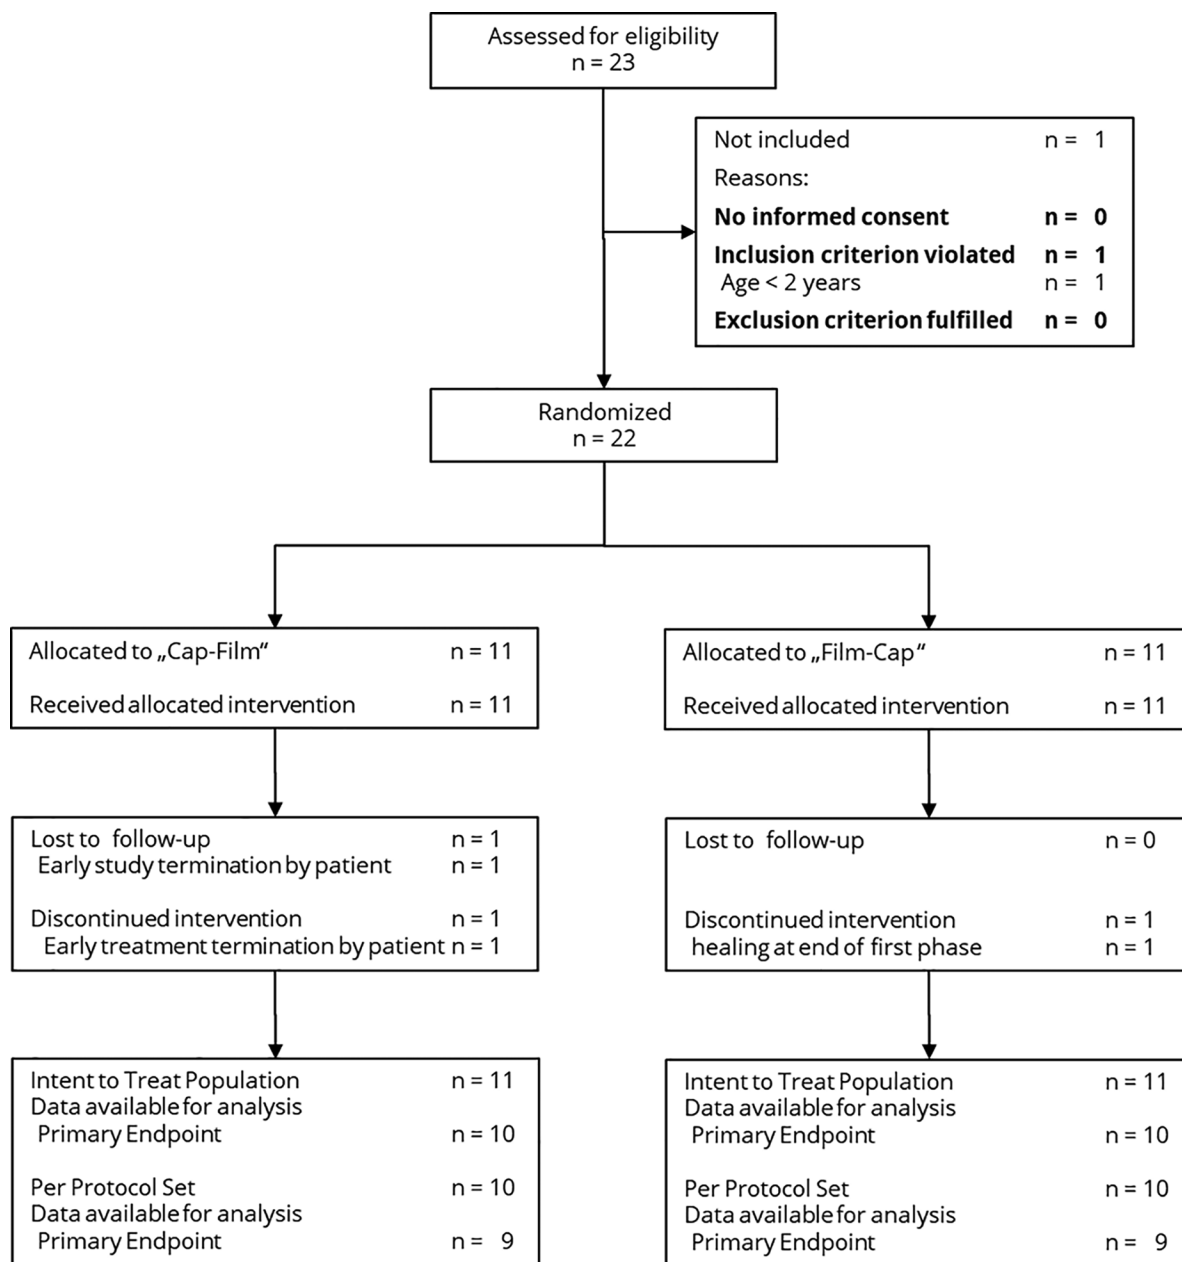 Assessed for eligibility
n = 23
Not included n = 1
Reasons:
No informed consent n = 0
Inclusion criterion violated n = 1
Age < 2 years n = 1
Exclusion criterion fulfilled n = 0
Randomized
n = 22
Allocated to „Cap-Film“ n = 11
Received allocated intervention n = 11
Allocated to „Film-Cap“ n = 11
Received allocated intervention n = 11
Lost to follow-up n = 1
Early study termination by patient n = 1
Discontinued intervention n = 1
Early treatment termination by patient n = 1
Lost to follow-up n = 0
Discontinued intervention n = 1
healing at end of first phase n = 1
Intent to Treat Population n = 11
Data available for analysis
Primary Endpoint n = 10
Per Protocol Set n = 10
Data available for analysis
Primary Endpoint n = 9
Intent to Treat Population n = 11
Data available for analysis
Primary Endpoint n = 10
Per Protocol Set n = 10
Data available for analysis
Primary Endpoint n = 9